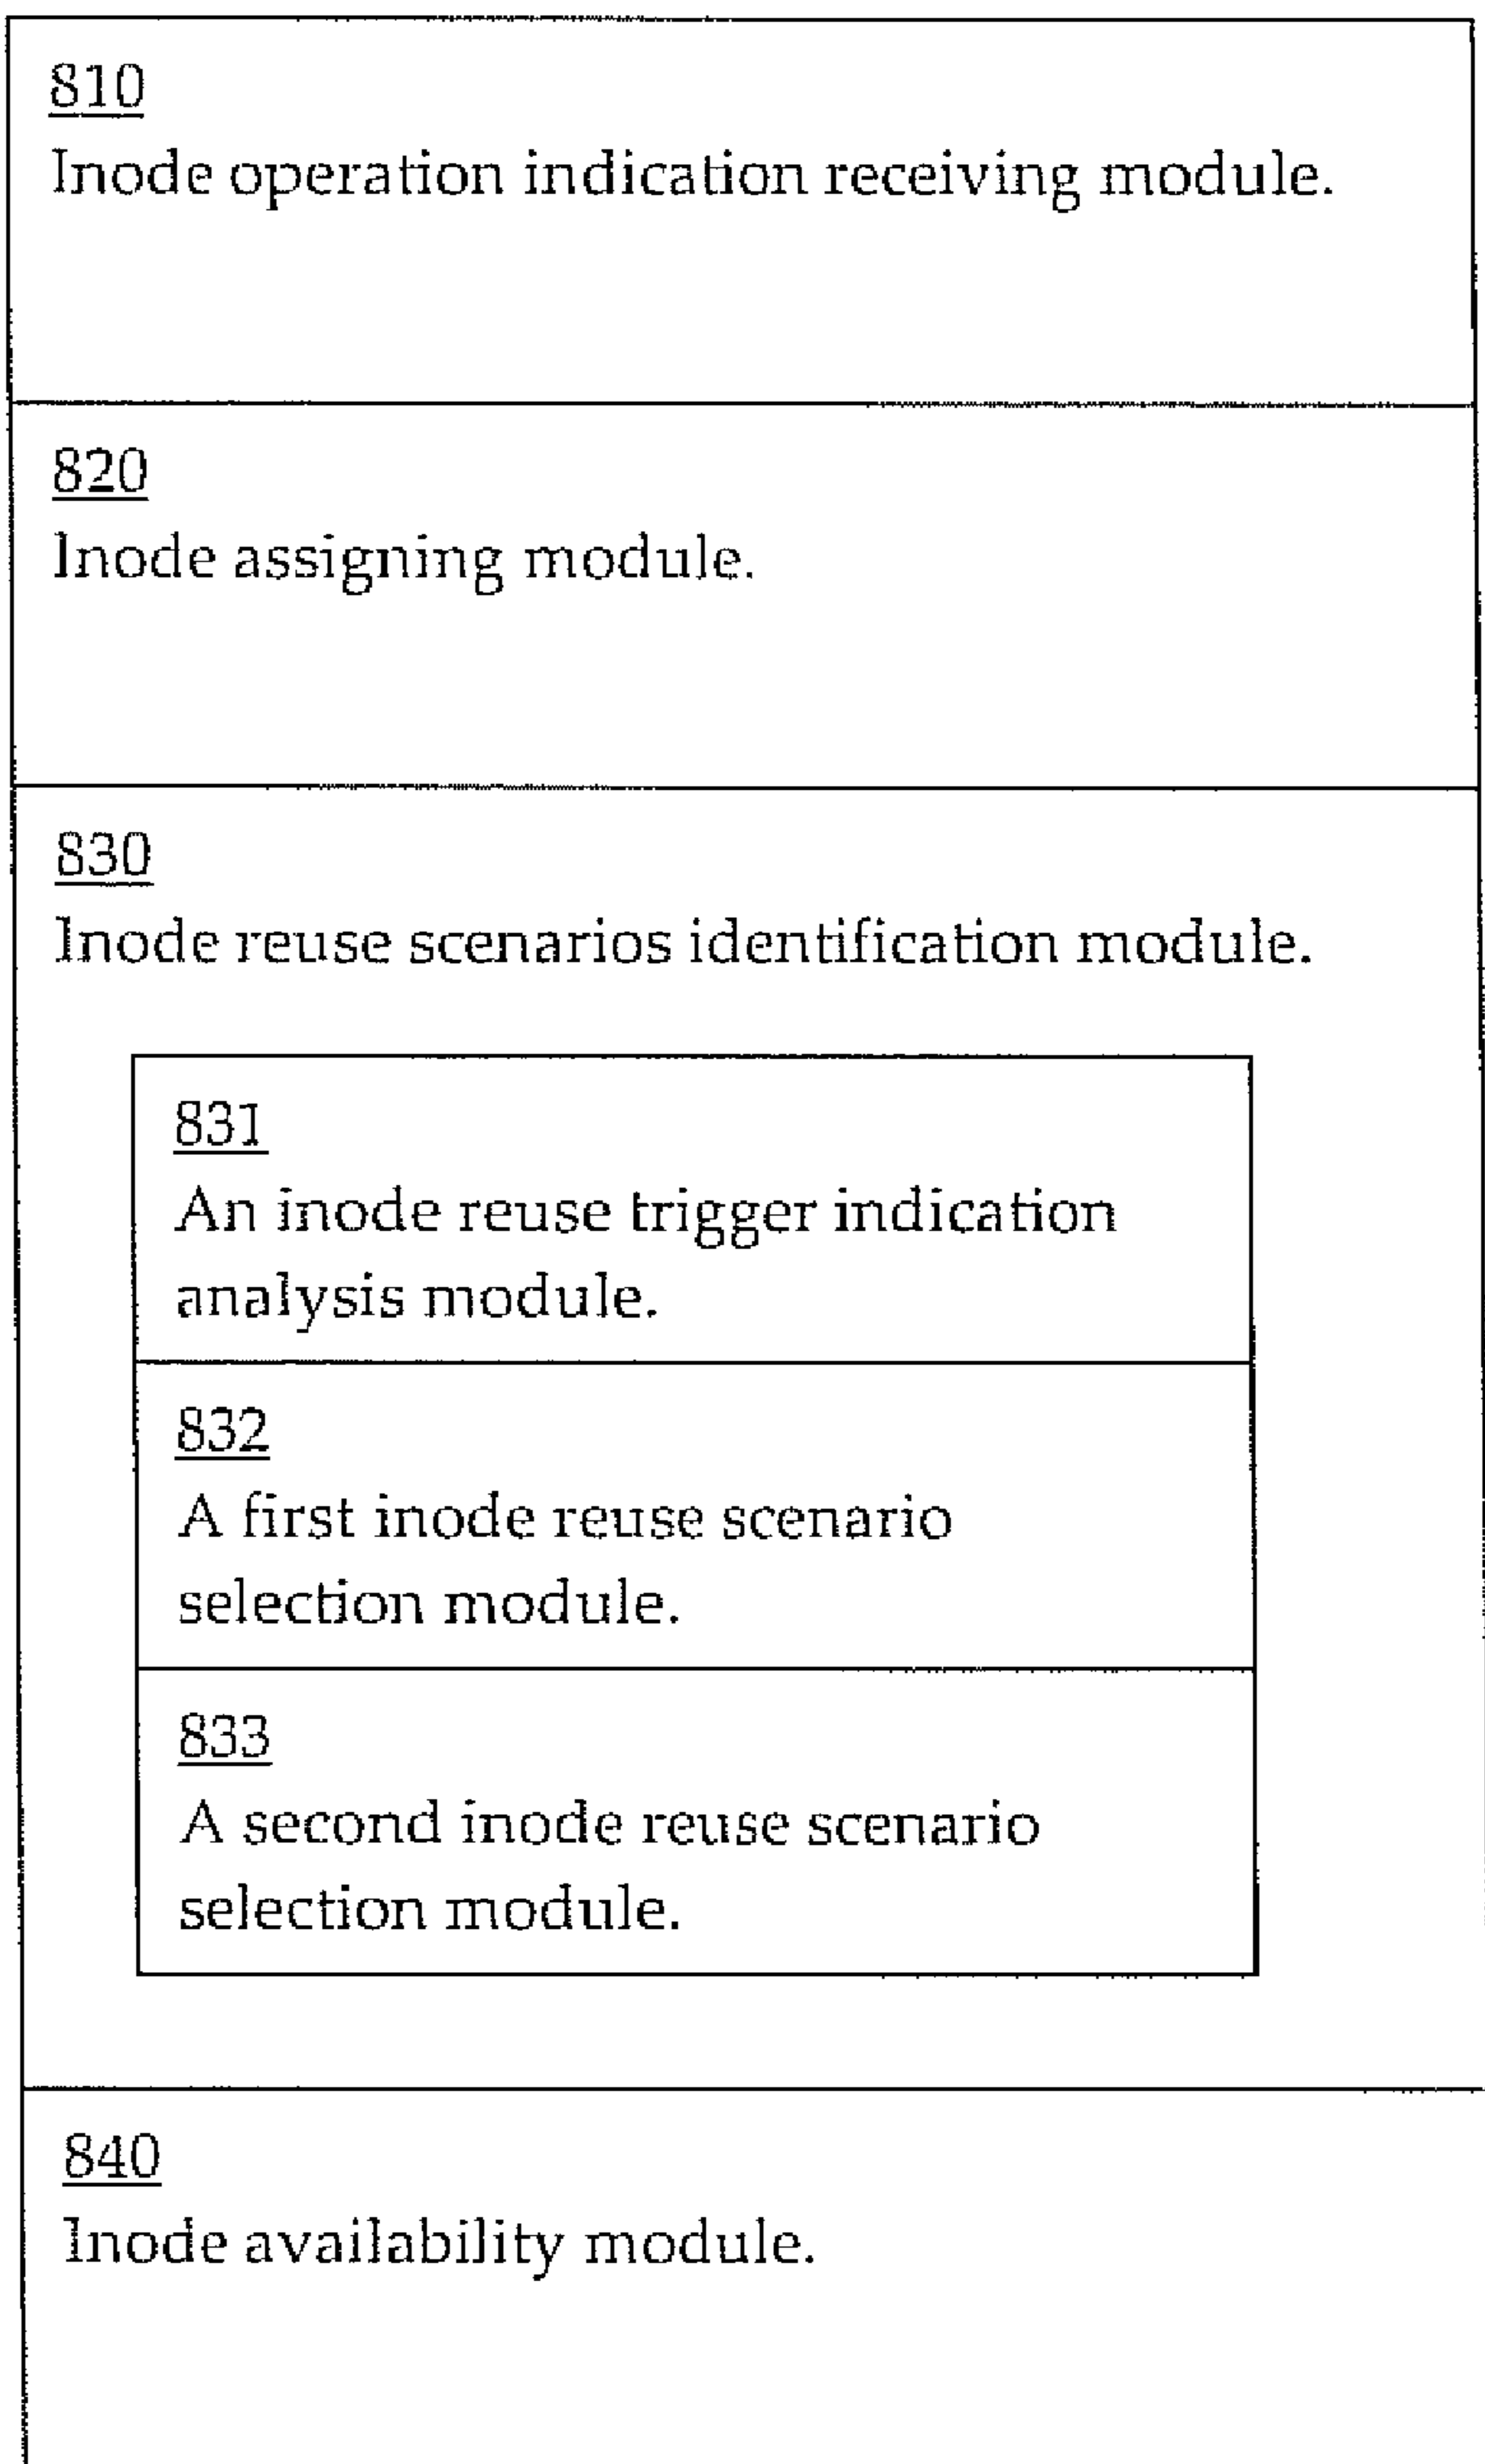 810
Inode operation indication receiving module.
820
Inode assigning module.
830
Inode reuse scenarios identification module.
831
An inode reuse trigger indication
analysis module.
832
A first inode reuse scenario
selection module.
833
A second inode reuse scenario
selection module.
840
Inode availability module.